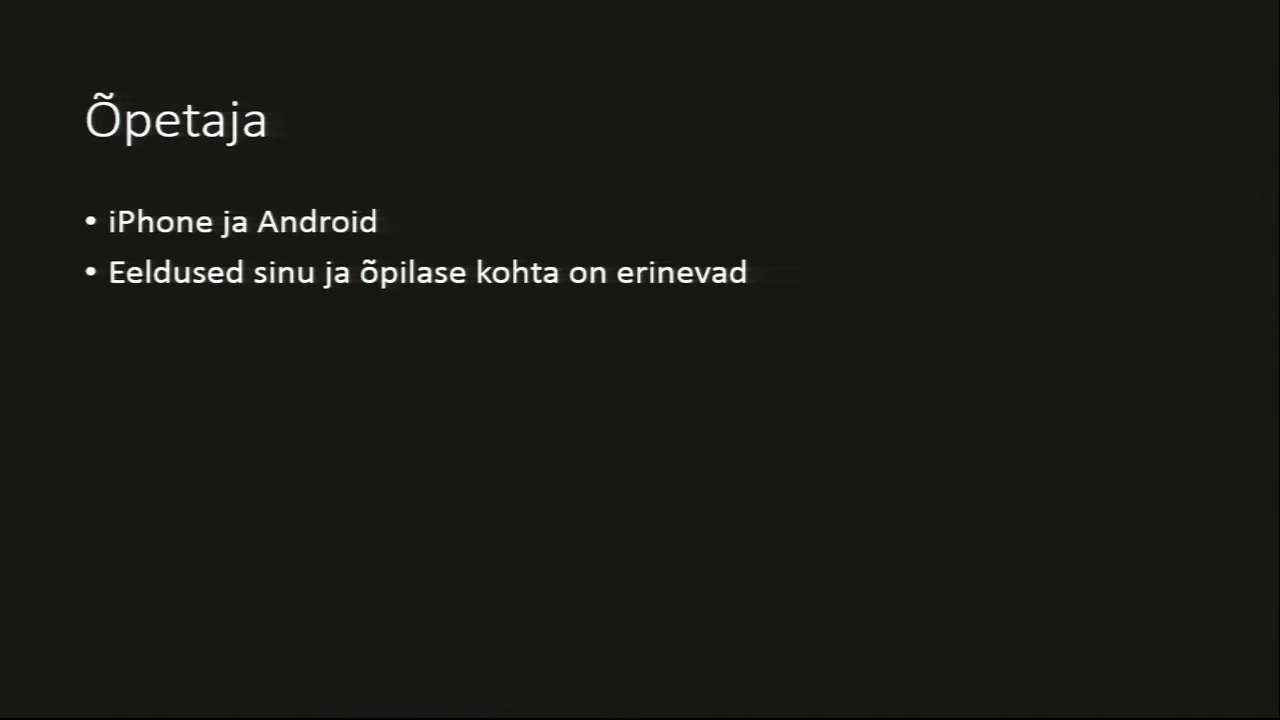 Õpetaja
• iPhone ja Android
• Eeldused sinu ja õpilase kohta on erinevad